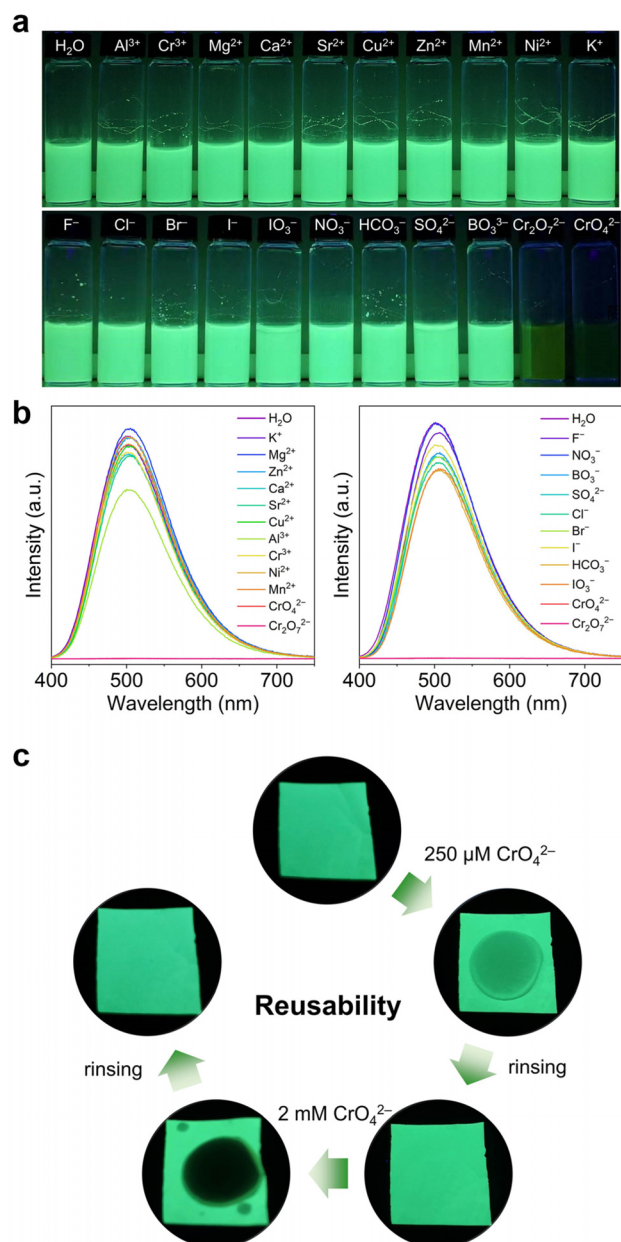 a
H₂O Al³⁺ Cr³⁺ Mg²⁺ Ca²⁺ Sr²⁺ Cu²⁺ Zn²⁺ Mn²⁺ Ni²⁺ K⁺
F⁻ Cl⁻ Br⁻ I⁻ IO₃⁻ NO₃⁻ HCO₃⁻ SO₄²⁻ BO₃³⁻ Cr₂O₇²⁻ CrO₄²⁻
b
Intensity (a.u.)
H₂O
K⁺
Mg²⁺
Zn²⁺
Ca²⁺
Sr²⁺
Cu²⁺
Al³⁺
Cr³⁺
Ni²⁺
Mn²⁺
CrO₄²⁻
Cr₂O₇²⁻
400 500 600 700
Wavelength (nm)
Intensity (a.u.)
H₂O
F⁻
NO₃⁻
BO₃⁻
SO₄²⁻
Cl⁻
Br⁻
I⁻
HCO₃⁻
IO₃⁻
CrO₄²⁻
Cr₂O₇²⁻
400 500 600 700
Wavelength (nm)
c
250 µM CrO₄²⁻
Reusability
rinsing
rinsing
2 mM CrO₄²⁻